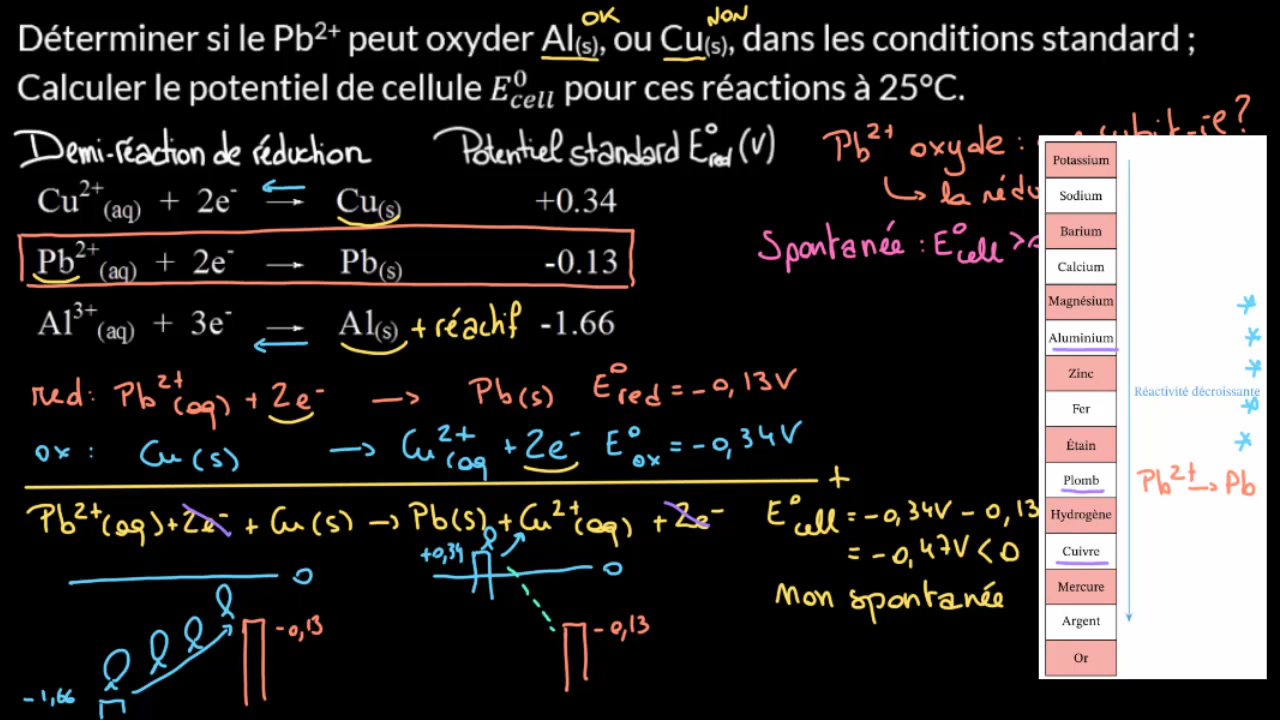 OK NON
Déterminer si le Pb²⁺ peut oxyder Al(s), ou Cu(s), dans les conditions standard ;
Calculer le potentiel de cellule E⁰cell pour ces réactions à 25°C.
Demi-réaction de réduction Potentiel standard E°red (V)
Cu²⁺(aq) + 2e⁻ → Cu(s) +0.34
Pb²⁺(aq) + 2e⁻ → Pb(s) -0.13
Al³⁺(aq) + 3e⁻ → Al(s) + réactif -1.66
Pb²⁺ oxyde :
↳ la
Spontanée : E°cell >
red : Pb²⁺(aq) + 2e⁻ → Pb(s) E°red = -0,13V
ox : Cu(s) → Cu²⁺(aq + 2e⁻ E°ox = -0,34V
+
Pb²⁺(aq) + 2e⁻ + Cu(s) → Pb(s) + Cu²⁺(aq) + 2e⁻ E°cell = -0,34V - 0,13
= -0,47V < 0
Non spontanée
0
-0,13
-1,66
+0,34
0
-0,13
Potassium
Sodium
Barium
Calcium
Magnésium
Aluminium
Zinc
Fer
Étain
Plomb
Hydrogène
Cuivre
Mercure
Argent
Or
Réactivité décroissante
Pb²⁺ → Pb